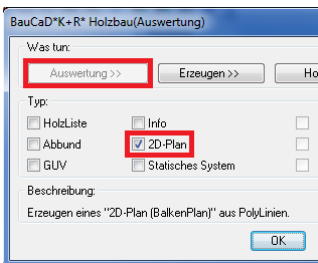 BauCaD*K+R* Holzbau(Auswertung)
Was tun:
Auswertung >> Erzeugen >> Ho
Typ:
HolzListe Info
Abbund 2D-Plan
GUV Statisches System
Beschreibung:
Erzeugen eines "2D-Plan (BalkenPlan)" aus PolyLinien.
OK